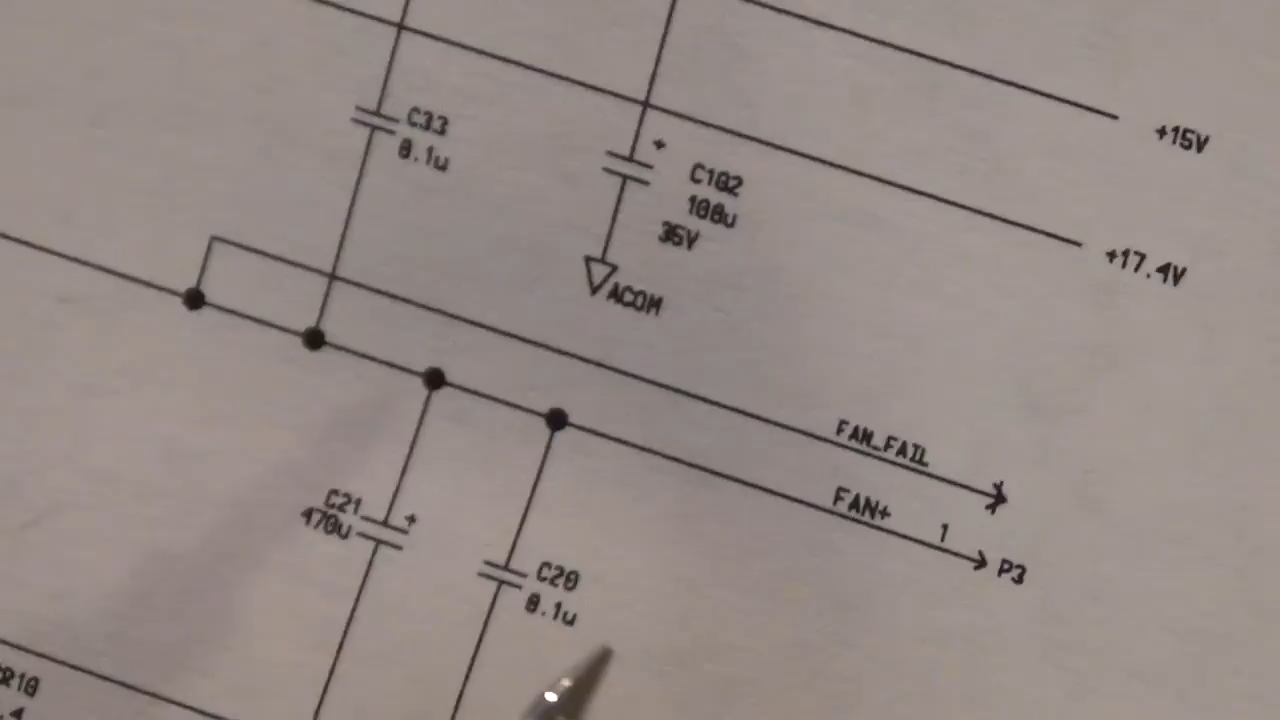 +15V
C33
0.1u
C102
100u
35V
+17.4V
ACOM
FAN_FAIL
FAN+
1
P3
C21
470u
C20
0.1u